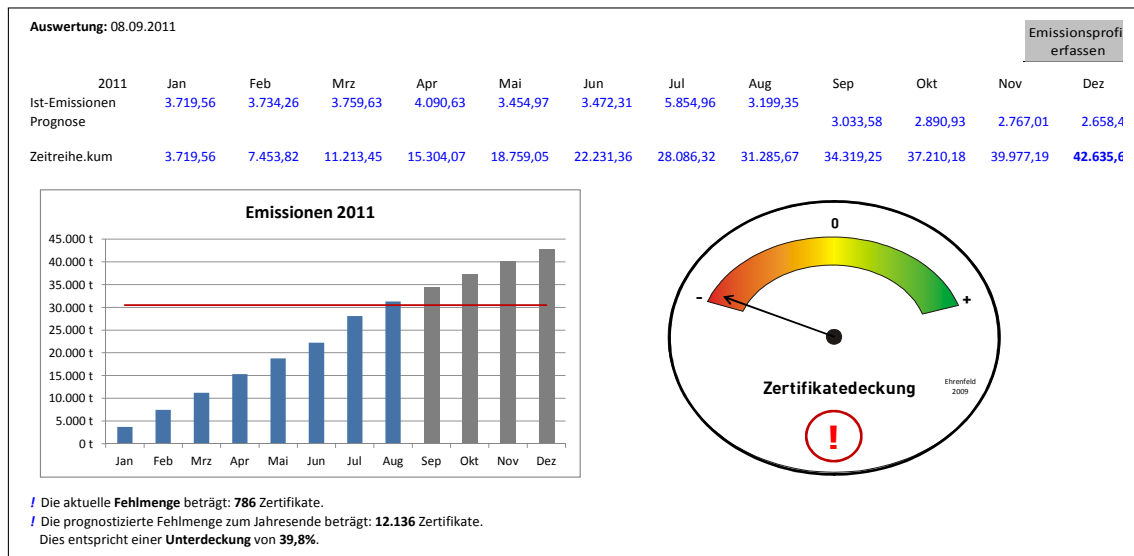 Auswertung: 08.09.2011
Emissionsprofi
erfassen
2011 Jan Feb Mrz Apr Mai Jun Jul Aug Sep Okt Nov Dez
Ist-Emissionen 3.719,56 3.734,26 3.759,63 4.090,63 3.454,97 3.472,31 5.854,96 3.199,35
Prognose 3.033,58 2.890,93 2.767,01 2.658,4
Zeitreihe.kum 3.719,56 7.453,82 11.213,45 15.304,07 18.759,05 22.231,36 28.086,32 31.285,67 34.319,25 37.210,18 39.977,19 42.635,6
Emissionen 2011
45.000 t
40.000 t
35.000 t
30.000 t
25.000 t
20.000 t
15.000 t
10.000 t
5.000 t
0 t
Jan Feb Mrz Apr Mai Jun Jul Aug Sep Okt Nov Dez
0
- +
Zertifikatedeckung
Ehrenfeld
2009
!
! Die aktuelle Fehlmenge beträgt: 786 Zertifikate.
! Die prognostizierte Fehlmenge zum Jahresende beträgt: 12.136 Zertifikate.
Dies entspricht einer Unterdeckung von 39,8%.